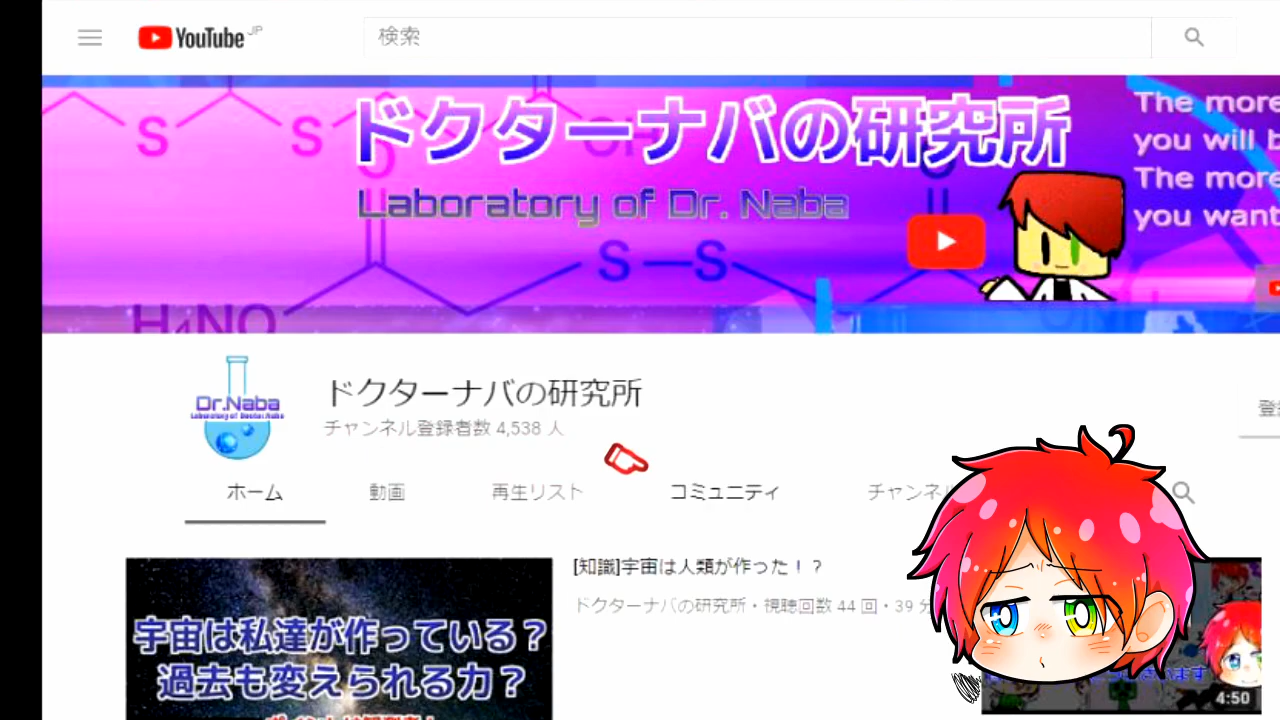 YouTube JP
検索
ドクターナバの研究所
Laboratory of Dr. Naba
The more
you will b
The more
you want
S
S
S
S
H4NO
Dr.Naba
ドクターナバの研究所
チャンネル登録者数 4,538 人
ホーム
動画
再生リスト
コミュニティ
チャンネル
[知識]宇宙は人類が作った！？
ドクターナバの研究所・視聴回数 44 回・39 分
宇宙は私達が作っている？
過去も変えられる力？
4:50